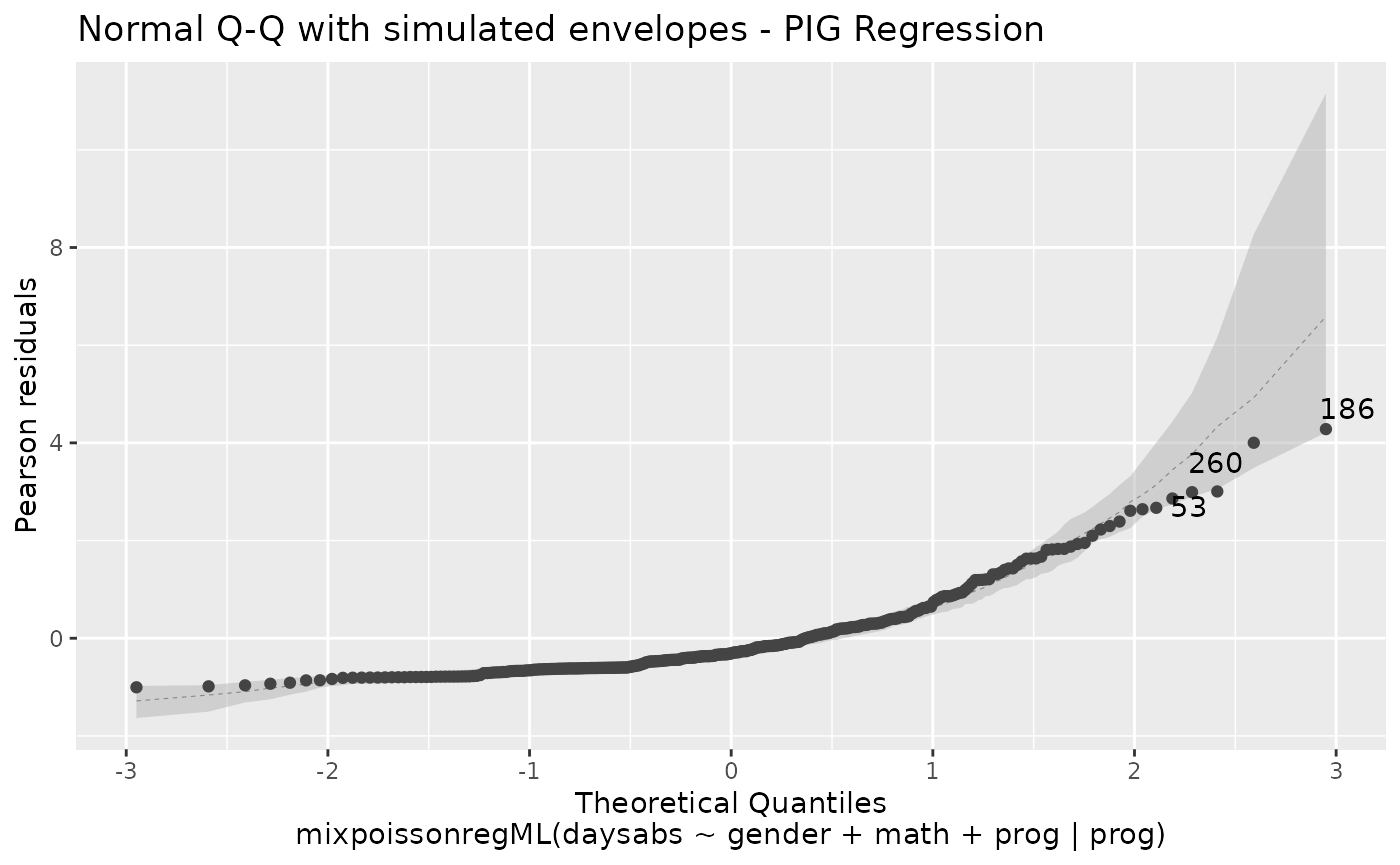 Normal Q-Q with simulated envelopes - PIG Regression
8
4
0
Pearson residuals
186
260
53
-3 -2 -1 0 1 2 3
Theoretical Quantiles
mixpoissonregML(daysabs ~ gender + math + prog | prog)